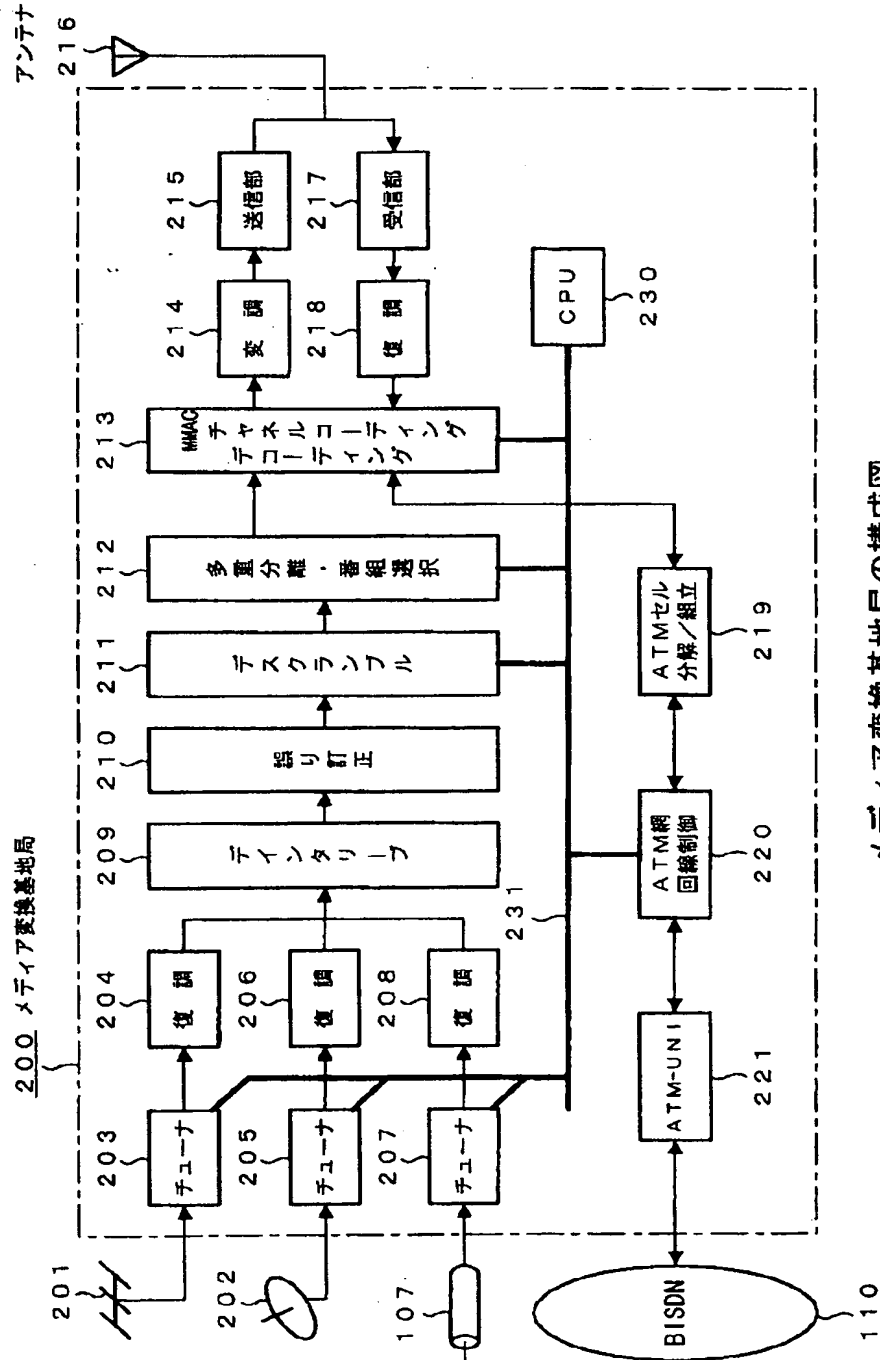 200 メディア変換基地局
201
202
107
BISDN
110
203
チューナ
205
チューナ
207
チューナ
204
復調
206
復調
208
復調
209
デインタリーブ
210
誤り訂正
211
デスクランブル
212
多重分離・番組選択
213
MMAC
チャネルコーディング
デコーディング
214
変調
215
送信部
アンテナ
216
217
受信部
218
復調
CPU
230
231
ATM-UNI
221
ATM網
回線制御
220
ATMセル
分解/組立
219
メディア変換基地局の構成図